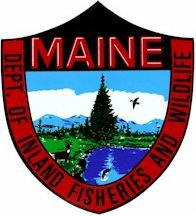 MAINE
DEPT. OF INLAND FISHERIES AND WILDLIFE